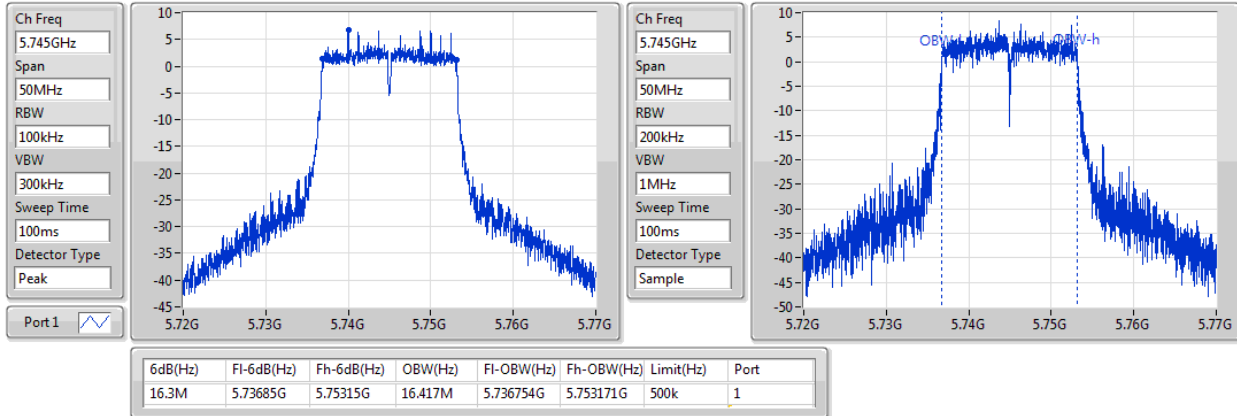 Ch Freq
5.745GHz
Span
50MHz
RBW
100kHz
VBW
300kHz
Sweep Time
100ms
Detector Type
Peak
Port 1
10
5
0
-5
-10
-15
-20
-25
-30
-35
-40
-45
5.72G 5.73G 5.74G 5.75G 5.76G 5.77G
Ch Freq
5.745GHz
Span
50MHz
RBW
200kHz
VBW
1MHz
Sweep Time
100ms
Detector Type
Sample
10
5
0
-5
-10
-15
-20
-25
-30
-35
-40
-45
-50
OBW-l OBW-h
5.72G 5.73G 5.74G 5.75G 5.76G 5.77G
6dB(Hz) Fl-6dB(Hz) Fh-6dB(Hz) OBW(Hz) Fl-OBW(Hz) Fh-OBW(Hz) Limit(Hz) Port
16.3M 5.73685G 5.75315G 16.417M 5.736754G 5.753171G 500k 1